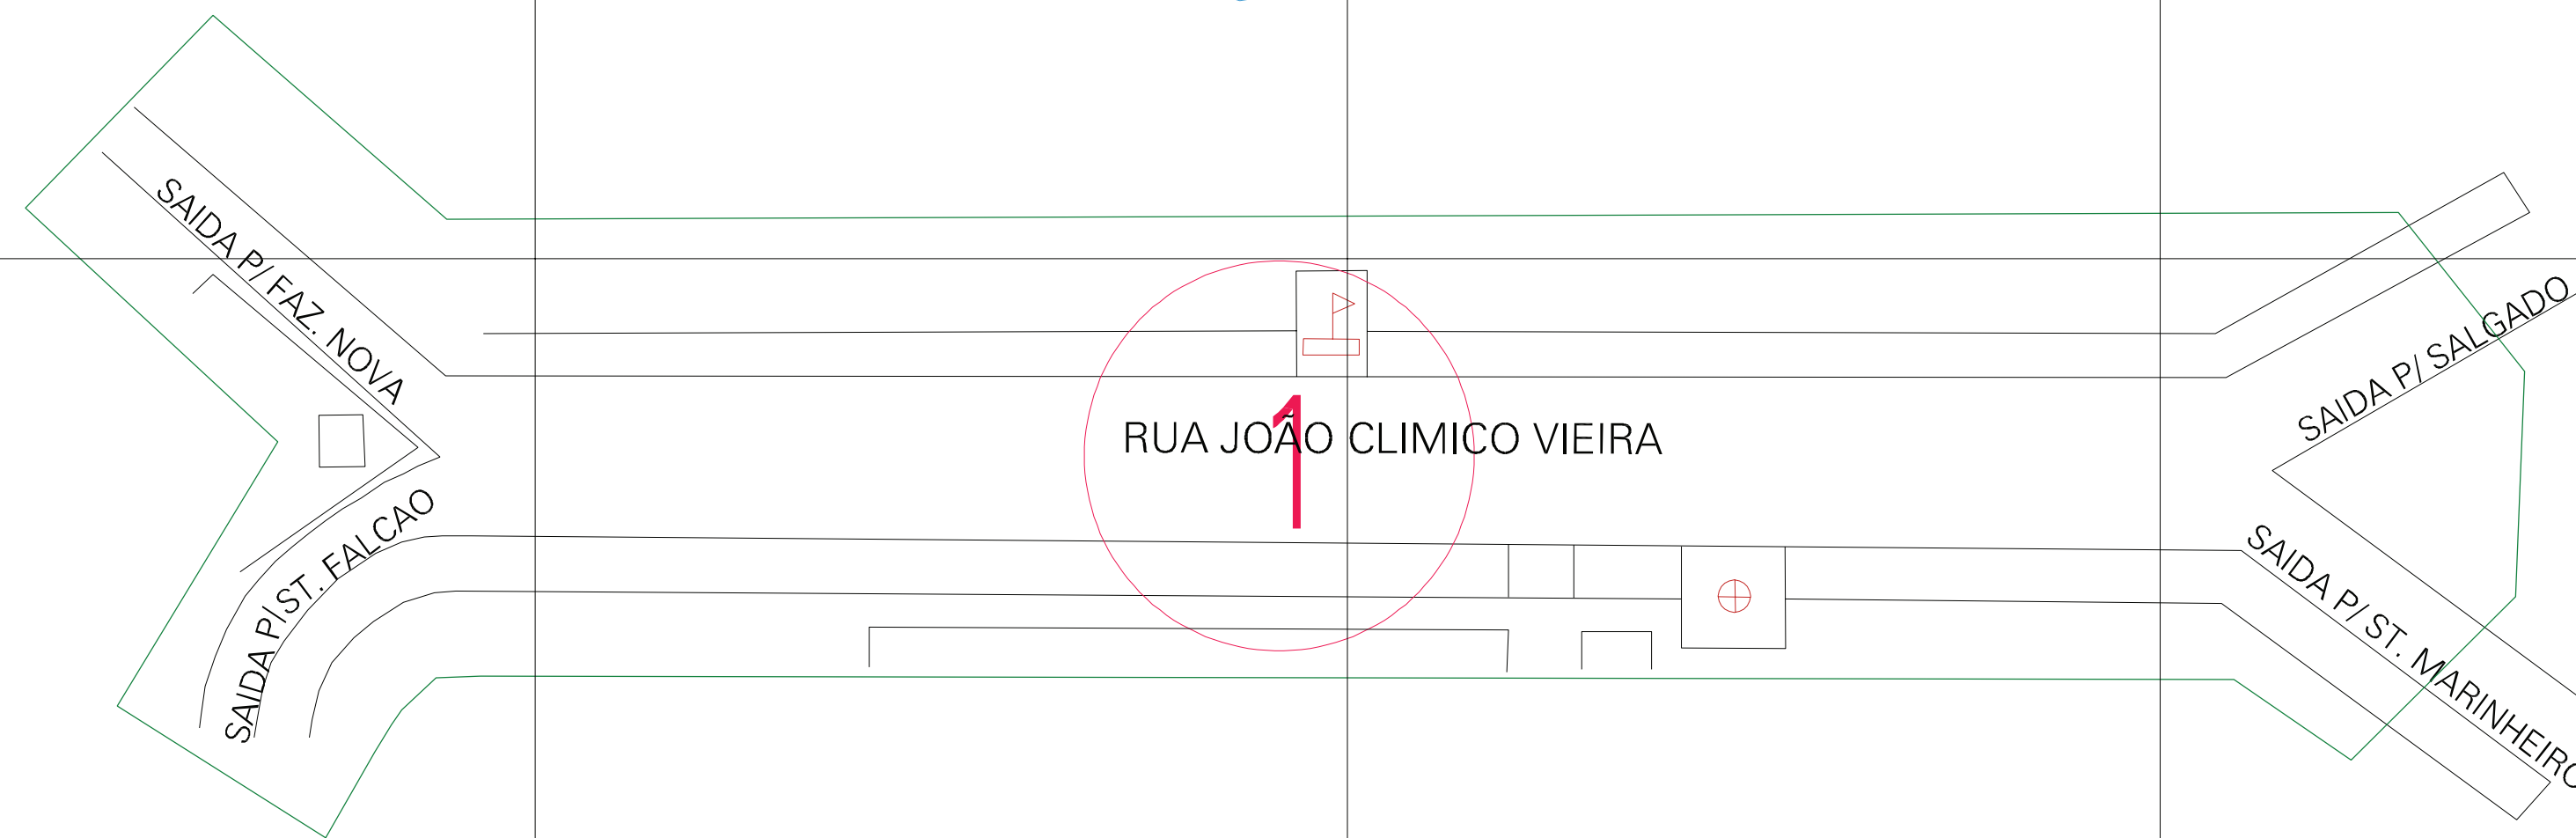 SAIDA P/ FAZ. NOVA
SAIDA P/ SALGADO
1
RUA JOÃO CLIMICO VIEIRA
SAIDA P/ST. FALCAO
SAIDA P/ ST. MARINHEIRO